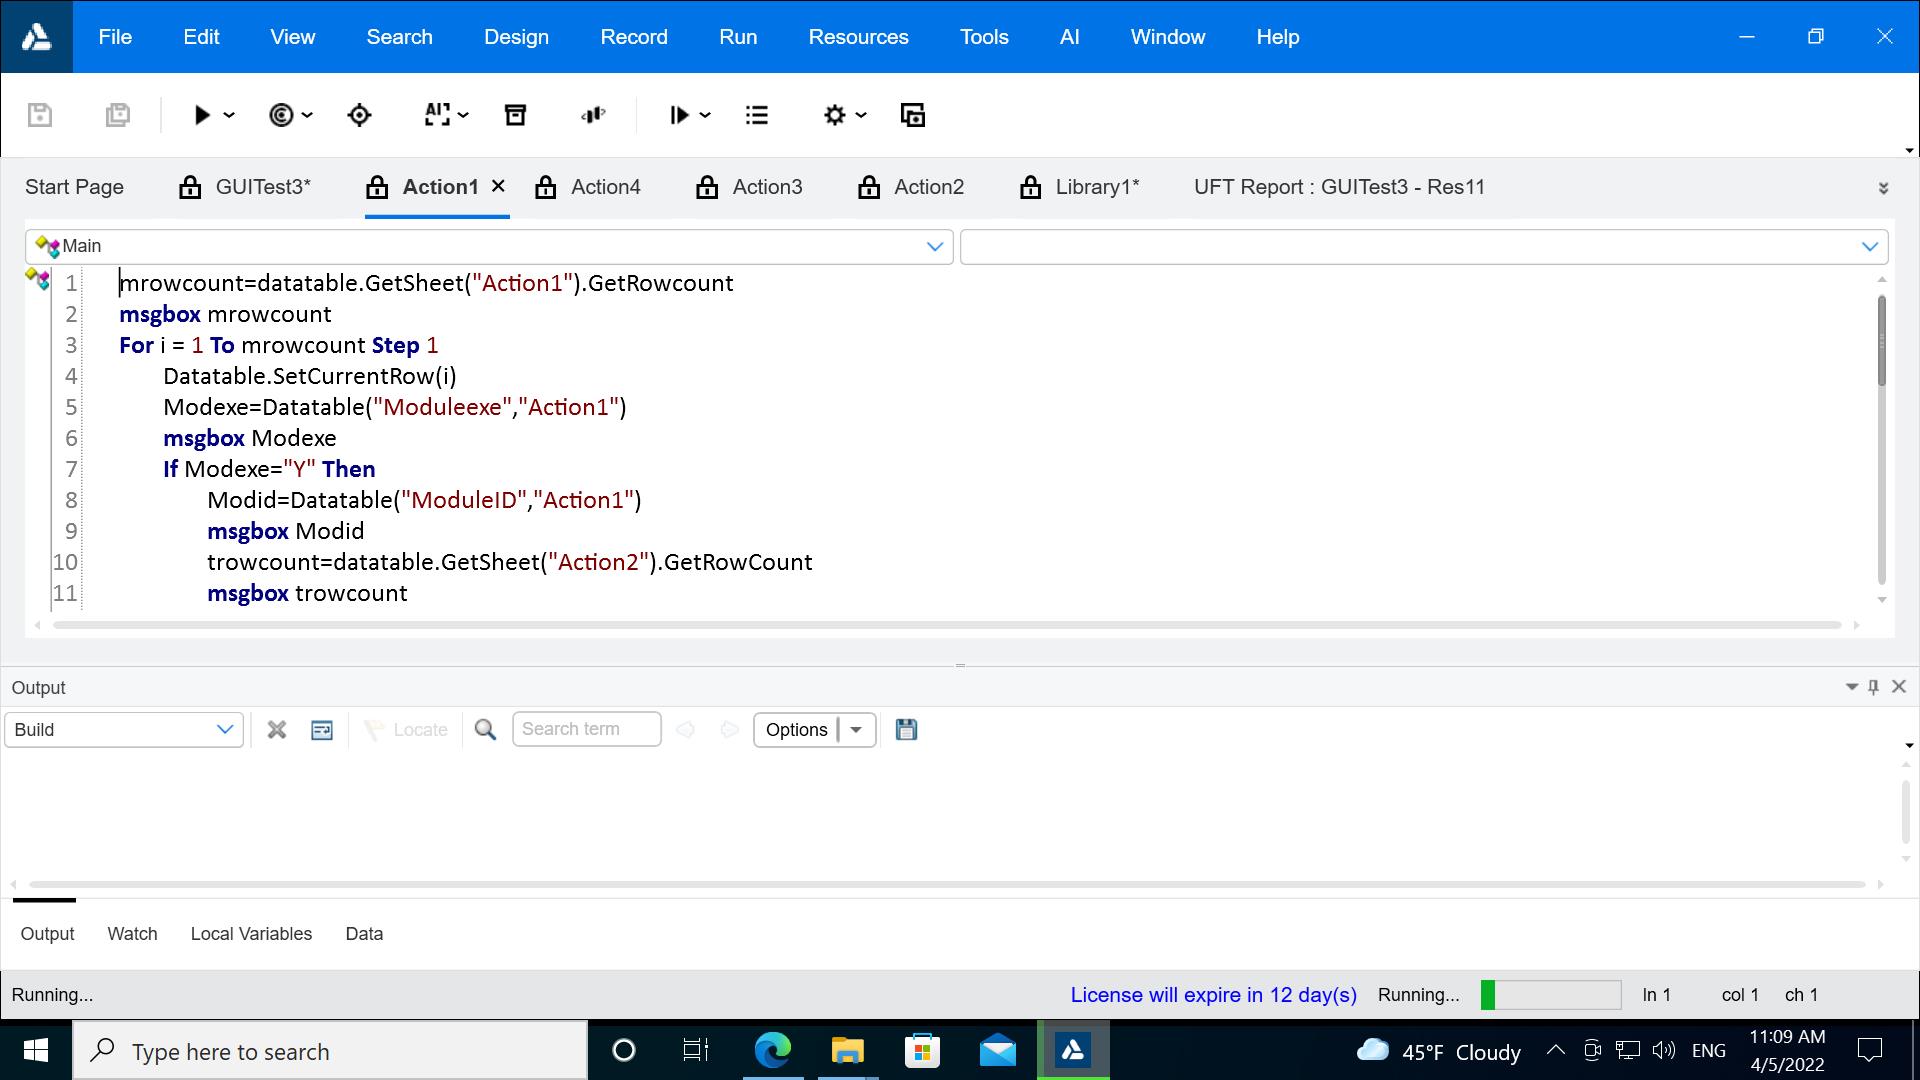 File Edit View Search Design Record Run Resources Tools AI Window Help
AI
Start Page GUITest3* Action1 Action4 Action3 Action2 Library1* UFT Report : GUITest3 - Res11
Main
1 mrowcount=datatable.GetSheet("Action1").GetRowcount
2 msgbox mrowcount
3 For i = 1 To mrowcount Step 1
4 Datatable.SetCurrentRow(i)
5 Modexe=Datatable("Moduleexe","Action1")
6 msgbox Modexe
7 If Modexe="Y" Then
8 Modid=Datatable("ModuleID","Action1")
9 msgbox Modid
10 trowcount=datatable.GetSheet("Action2").GetRowCount
11 msgbox trowcount
Output
Build Locate Search term Options
Output Watch Local Variables Data
Running... License will expire in 12 day(s) Running... ln 1 col 1 ch 1
Type here to search 45°F Cloudy ENG 11:09 AM
4/5/2022